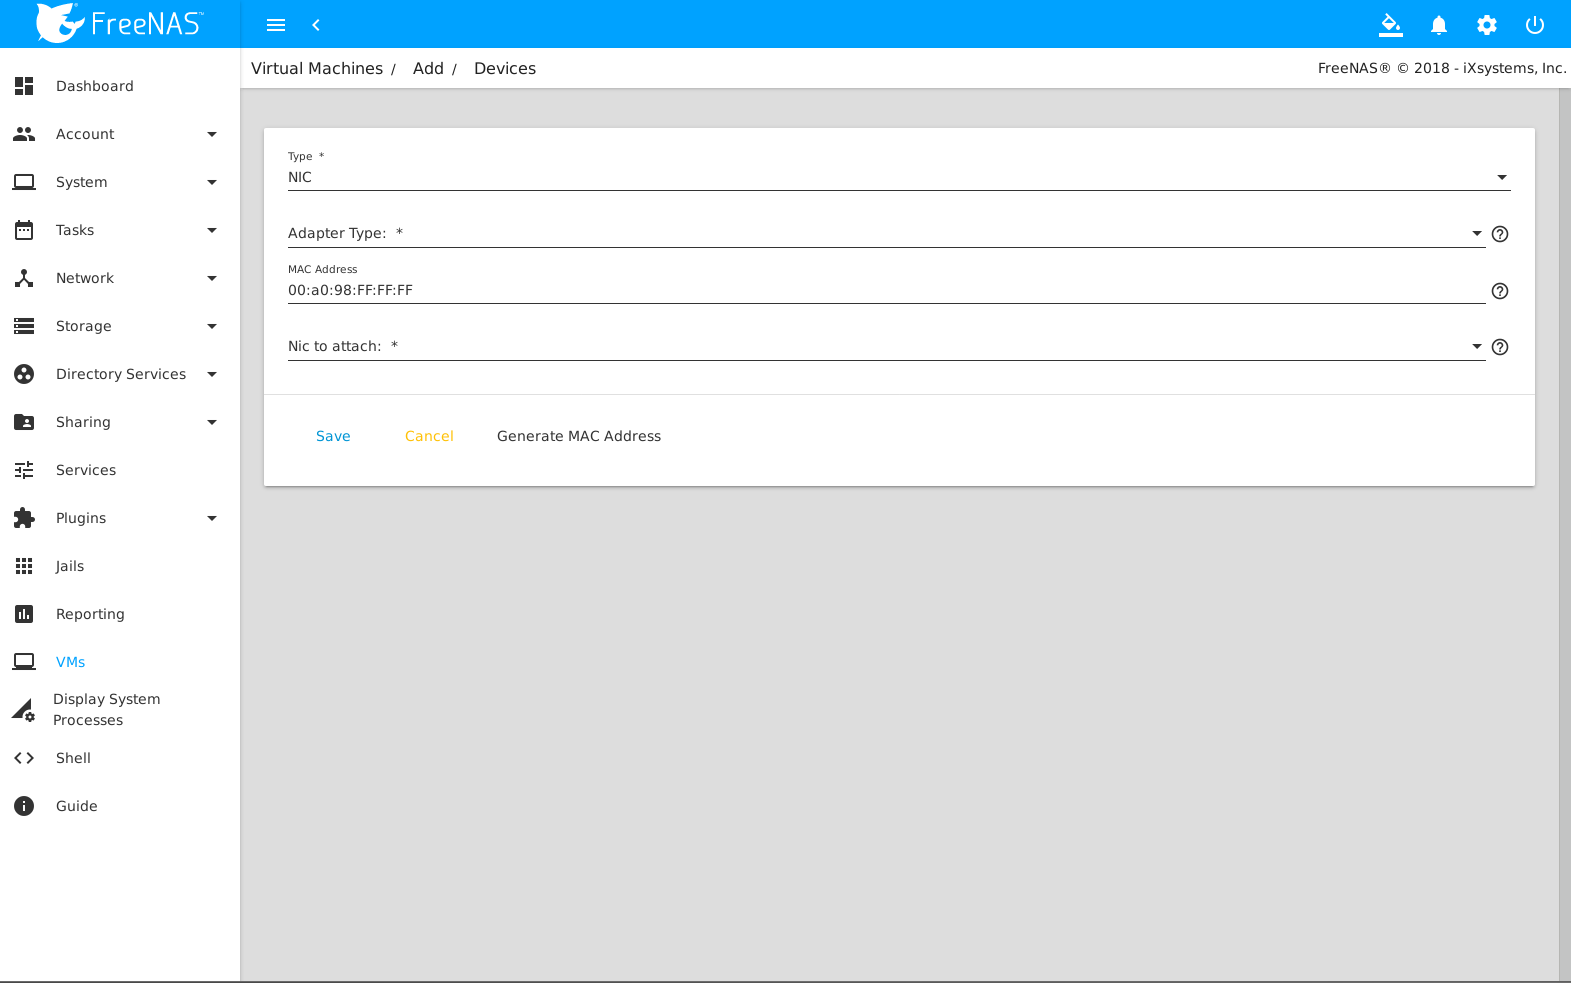 FreeNAS™
Virtual Machines / Add / Devices
FreeNAS® © 2018 - iXsystems, Inc.
Dashboard
Account
System
Tasks
Network
Storage
Directory Services
Sharing
Services
Plugins
Jails
Reporting
VMs
Display System
Processes
Shell
Guide
Type *
NIC
Adapter Type: *
MAC Address
00:a0:98:FF:FF:FF
Nic to attach: *
Save Cancel Generate MAC Address